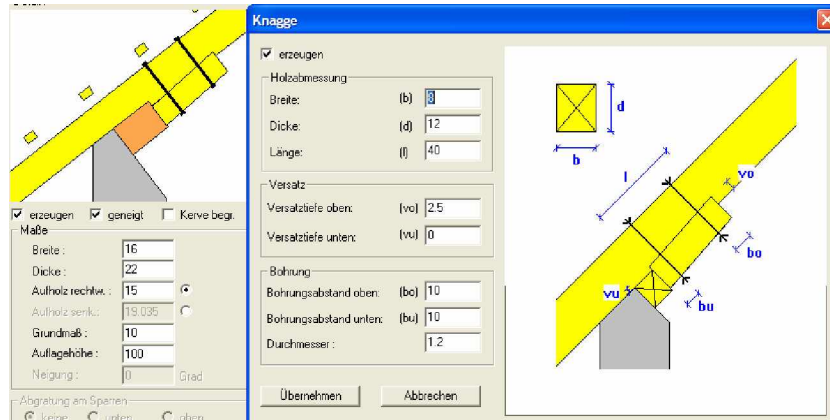 Knagge
erzeugen
Holzabmessung
Breite: (b) 8
Dicke: (d) 12
Länge: (l) 40
Versatz
Versatztiefe oben: (vo) 2.5
Versatztiefe unten: (vu) 0
Bohrung
Bohrungsabstand oben: (bo) 10
Bohrungsabstand unten: (bu) 10
Durchmesser: 1.2
Übernehmen Abbrechen
d
b
l
vo
bo
vu
bu
erzeugen geneigt Kerve begr.
Maße
Breite : 16
Dicke : 22
Aufholz rechtw. : 15
Aufholz senk.: 19.035
Grundmaß : 10
Auflagehöhe : 100
Neigung : 0 Grad
Abgratung am Sparren
keine unten oben